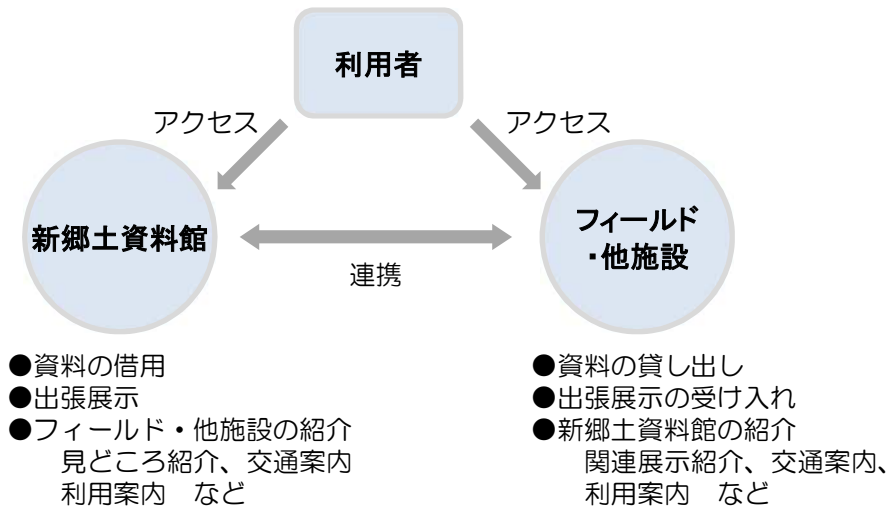 利用者
アクセス
アクセス
新郷土資料館
フィールド
・他施設
連携
●資料の借用
●出張展示
●フィールド・他施設の紹介
見どころ紹介、交通案内
利用案内　など
●資料の貸し出し
●出張展示の受け入れ
●新郷土資料館の紹介
関連展示紹介、交通案内、
利用案内　など